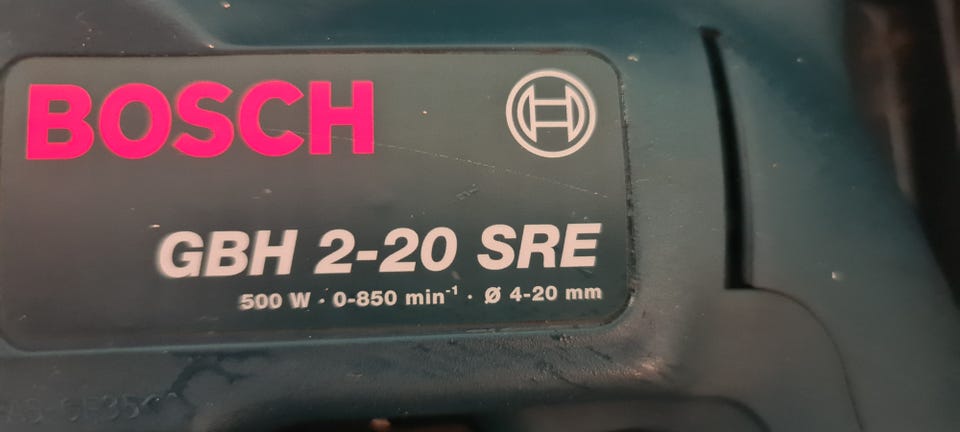 BOSCH
GBH 2-20 SRE
500 W · 0-850 min⁻¹ · Ø 4-20 mm